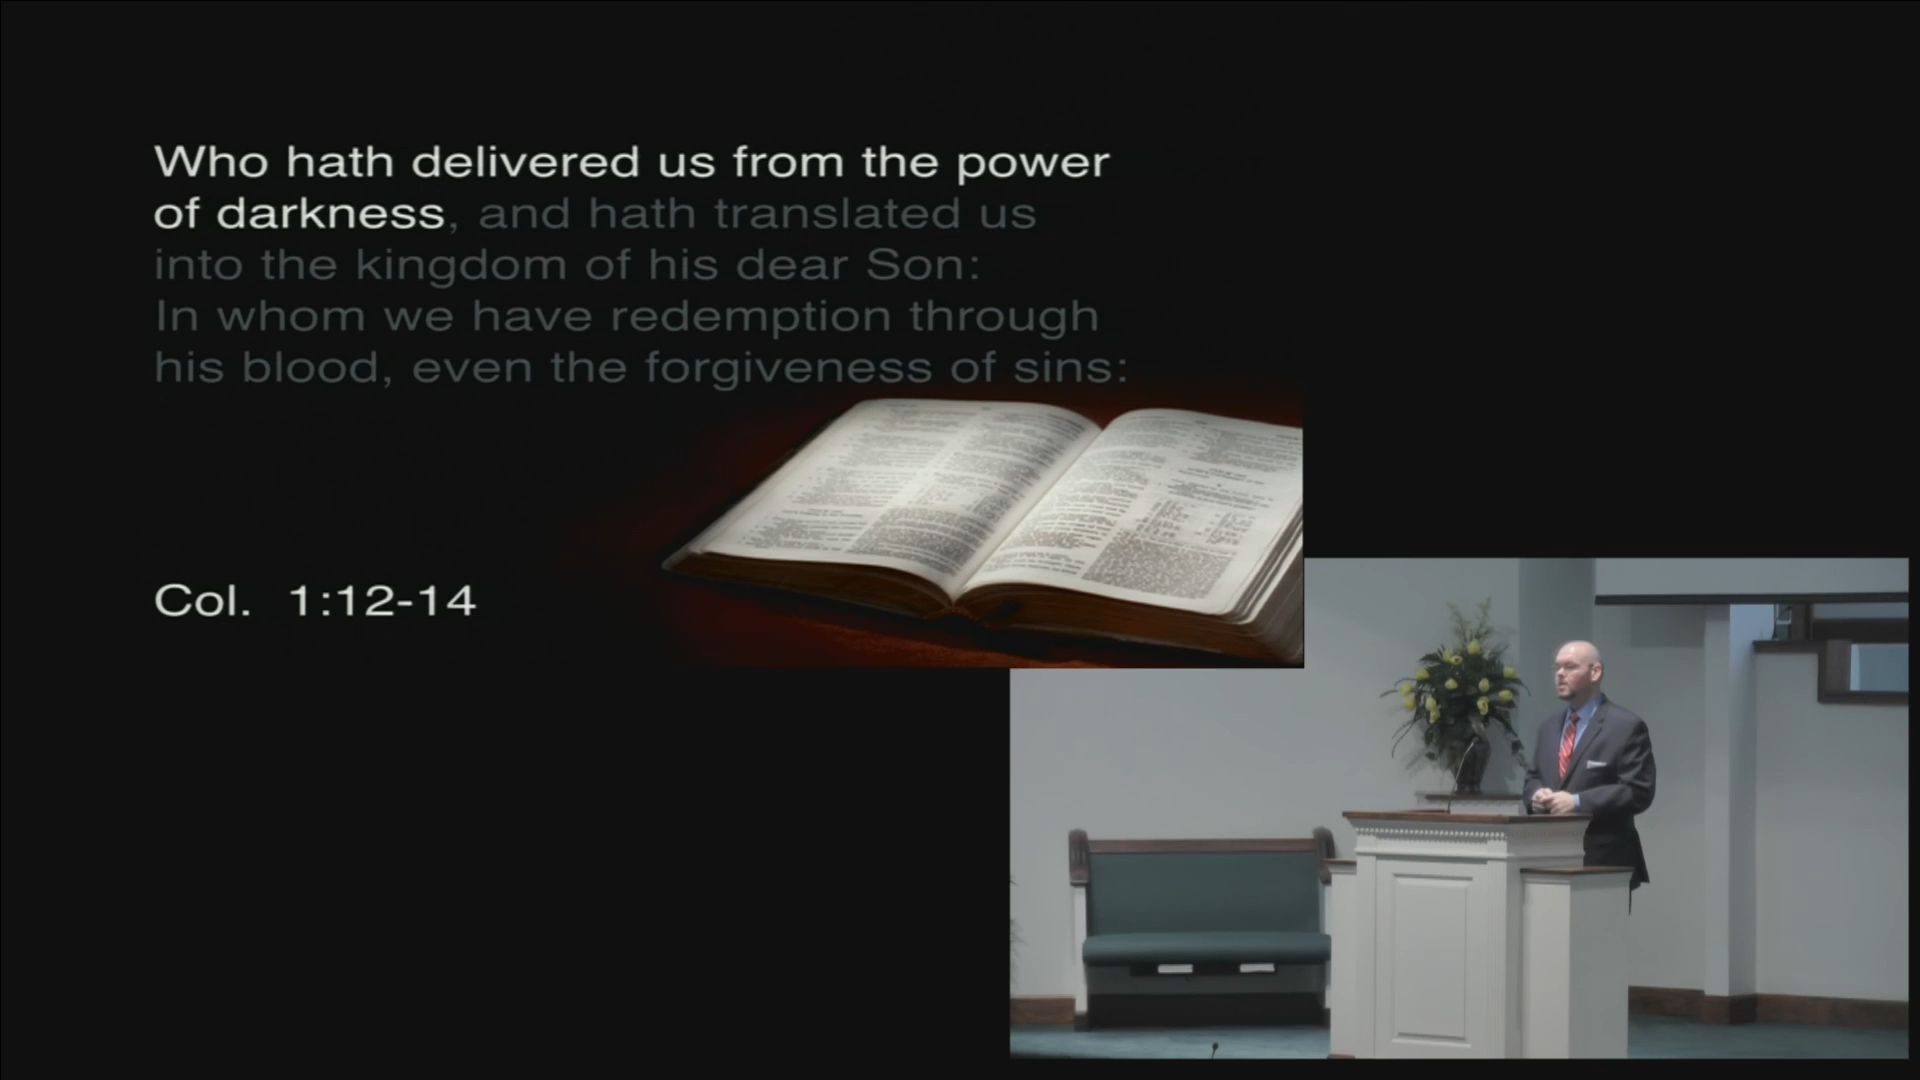 Who hath delivered us from the power
of darkness, and hath translated us
into the kingdom of his dear Son:
In whom we have redemption through
his blood, even the forgiveness of sins:
Col. 1:12-14